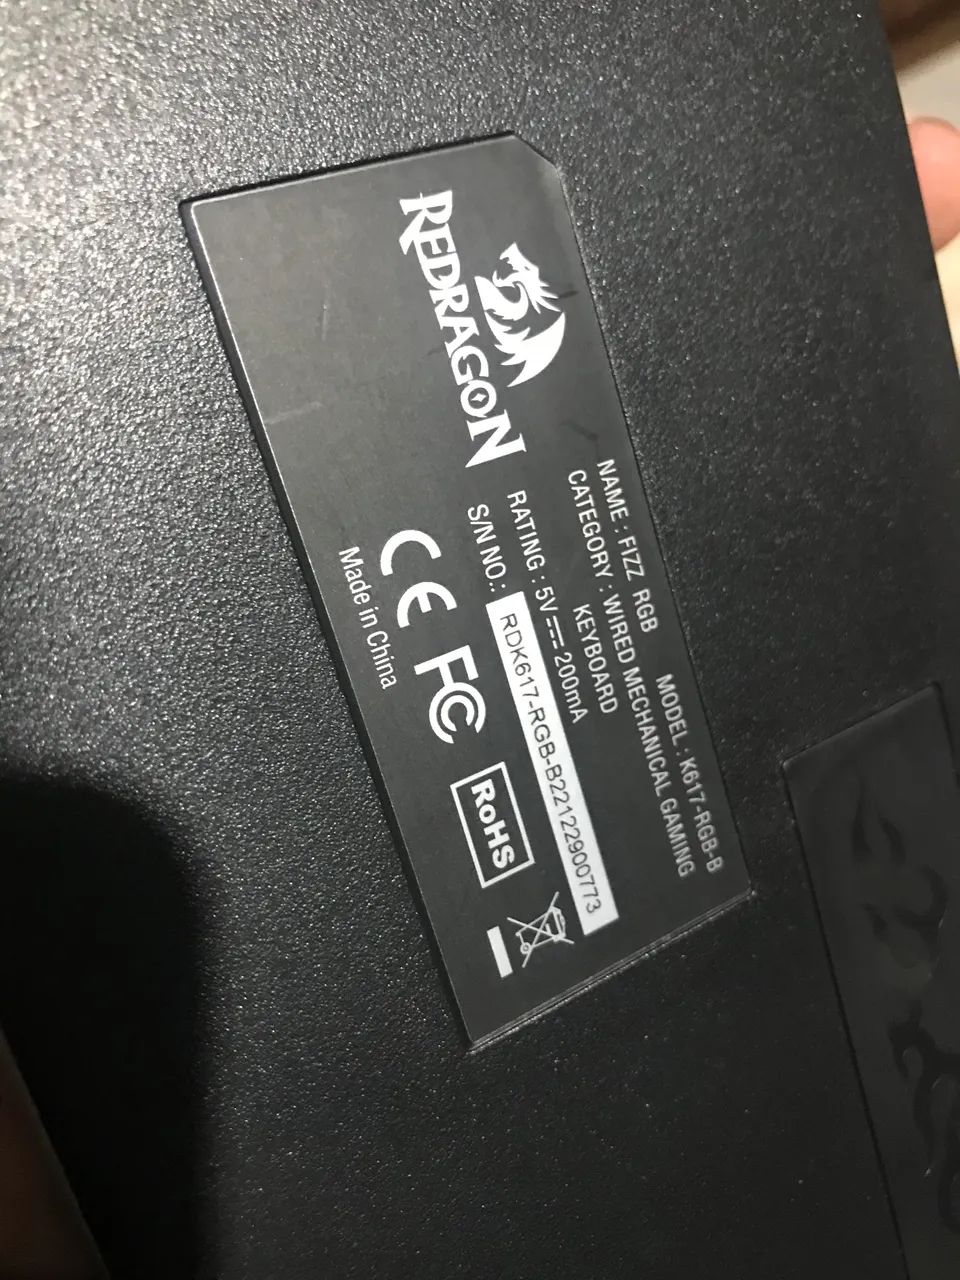 REDRAGON
NAME : FIZZ RGB MODEL : K617-RGB-B
CATEGORY : WIRED MECHANICAL GAMING
KEYBOARD
RATING : 5V⎓200mA
S/N NO.: RDK617-RGB-B22122900773
CE FC RoHS
Made in China